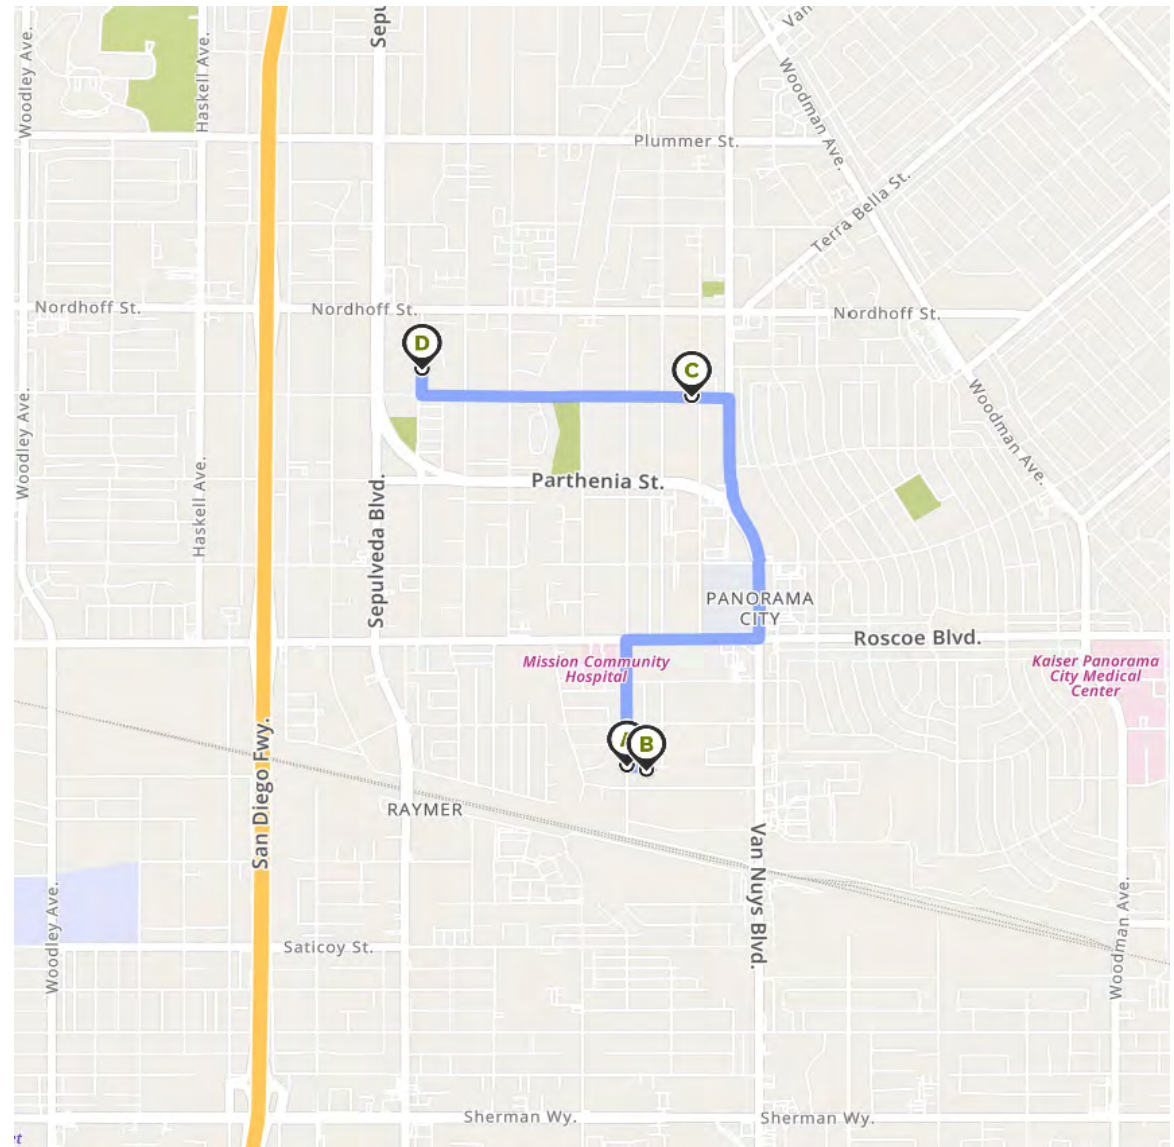 Woodley Ave.
Haskell Ave.
Sepu
Van
Woodman Ave.
Plummer St.
Terra Bella St.
Nordhoff St.
Nordhoff St.
Nordhoff St.
D
C
Woodley Ave.
Woodman Ave.
Haskell Ave.
Sepulveda Blvd.
Parthenia St.
PANORAMA
CITY
Roscoe Blvd.
Mission Community
Hospital
Kaiser Panorama
City Medical
Center
B
San Diego Fwy.
RAYMER
Van Nuys Blvd.
Woodley Ave.
Woodman Ave.
Saticoy St.
Sherman Wy.
Sherman Wy.
et